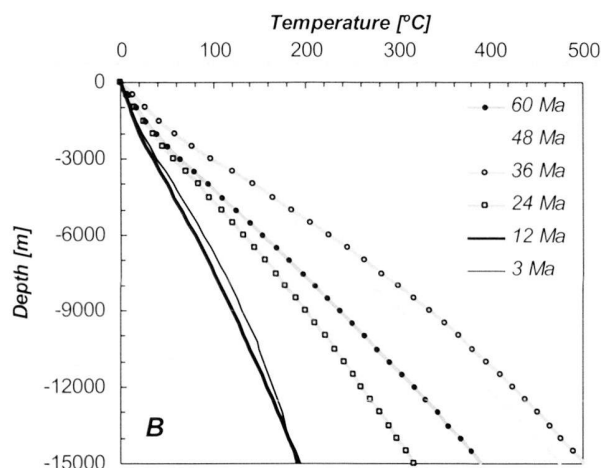 Temperature [°C]
0 100 200 300 400 500
0
-3000
-6000
-9000
-12000
-15000
Depth [m]
60 Ma
48 Ma
36 Ma
24 Ma
12 Ma
3 Ma
B